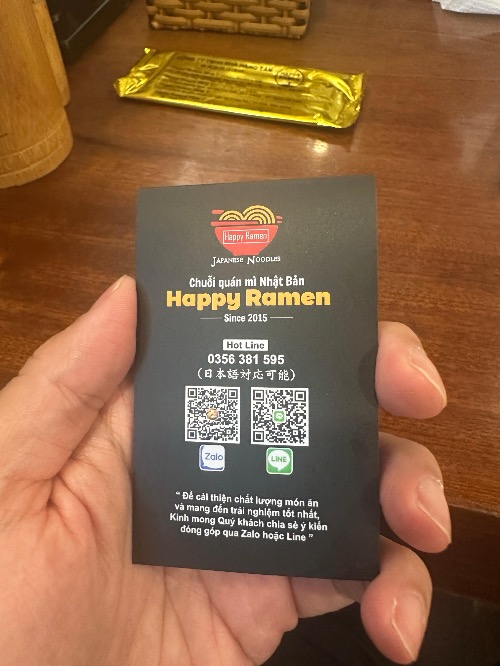 Happy Ramen
JAPANESE NOODLES
Chuỗi quán mì Nhật Bản
Happy Ramen
Since 2015
Hot Line
0356 381 595
(日本語対応可能)
Zalo
LINE
“ Để cải thiện chất lượng món ăn
và mang đến trải nghiệm tốt nhất,
Kính mong Quý khách chia sẻ ý kiến
đóng góp qua Zalo hoặc Line ”